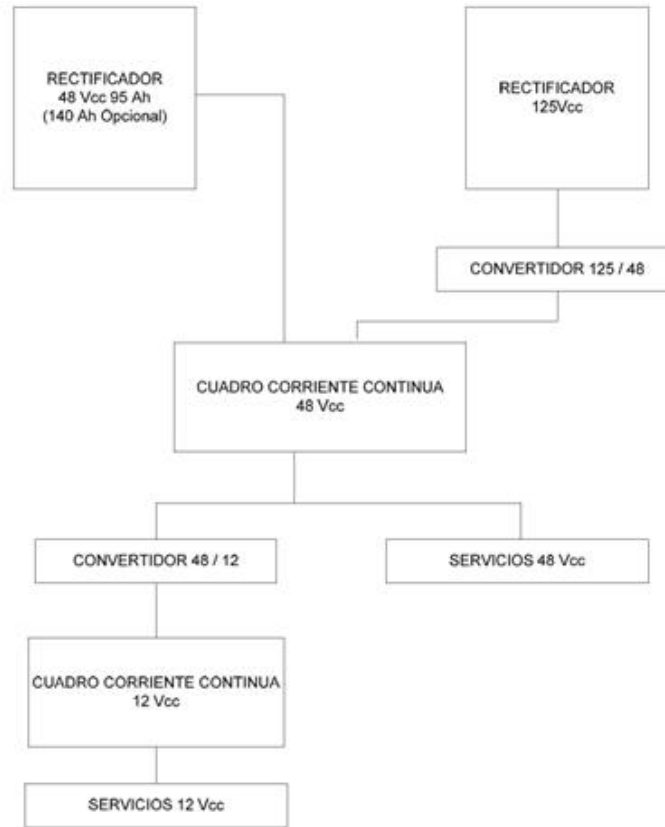 RECTIFICADOR
48 Vcc 95 Ah
(140 Ah Opcional)
RECTIFICADOR
125Vcc
CONVERTIDOR 125 / 48
CUADRO CORRIENTE CONTINUA
48 Vcc
CONVERTIDOR 48 / 12
SERVICIOS 48 Vcc
CUADRO CORRIENTE CONTINUA
12 Vcc
SERVICIOS 12 Vcc